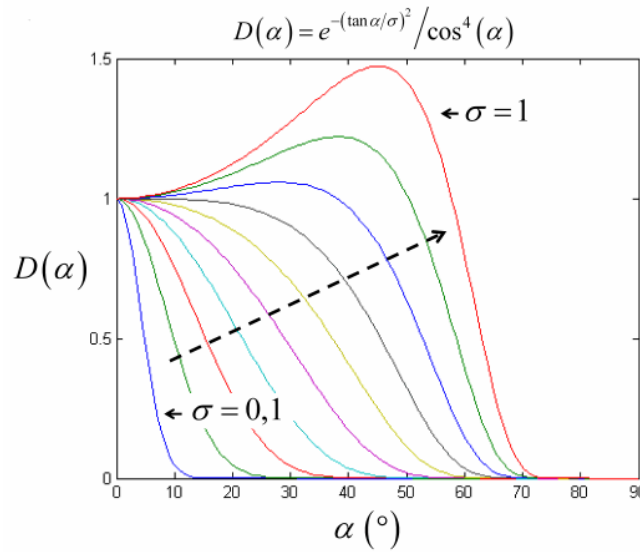 D(α) = e^{-(tan α/σ)^2}/cos^4(α)
1.5
← σ = 1
1
D(α)
0.5
← σ = 0,1
0
0 10 20 30 40 50 60 70 80 90
α (°)